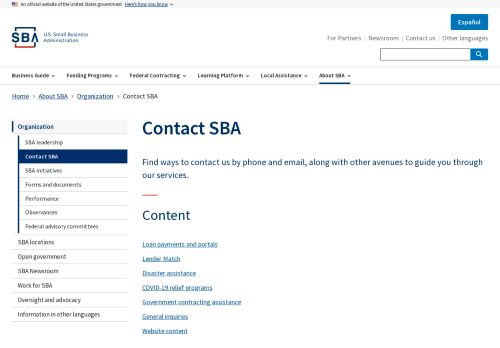 An official website of the United States government Here's how you know
Español
SBA U.S. Small Business Administration
For Partners Newsroom Contact us Other languages
Business Guide Funding Programs Federal Contracting Learning Platform Local Assistance About SBA
Home About SBA Organization Contact SBA
Organization
SBA leadership
Contact SBA
SBA initiatives
Forms and documents
Performance
Observances
Federal advisory committees
SBA locations
Open government
SBA Newsroom
Work for SBA
Oversight and advocacy
Information in other languages
Contact SBA
Find ways to contact us by phone and email, along with other avenues to guide you through
our services.
Content
Loan payments and portals
Lender Match
Disaster assistance
COVID-19 relief programs
Government contracting assistance
General inquiries
Website content